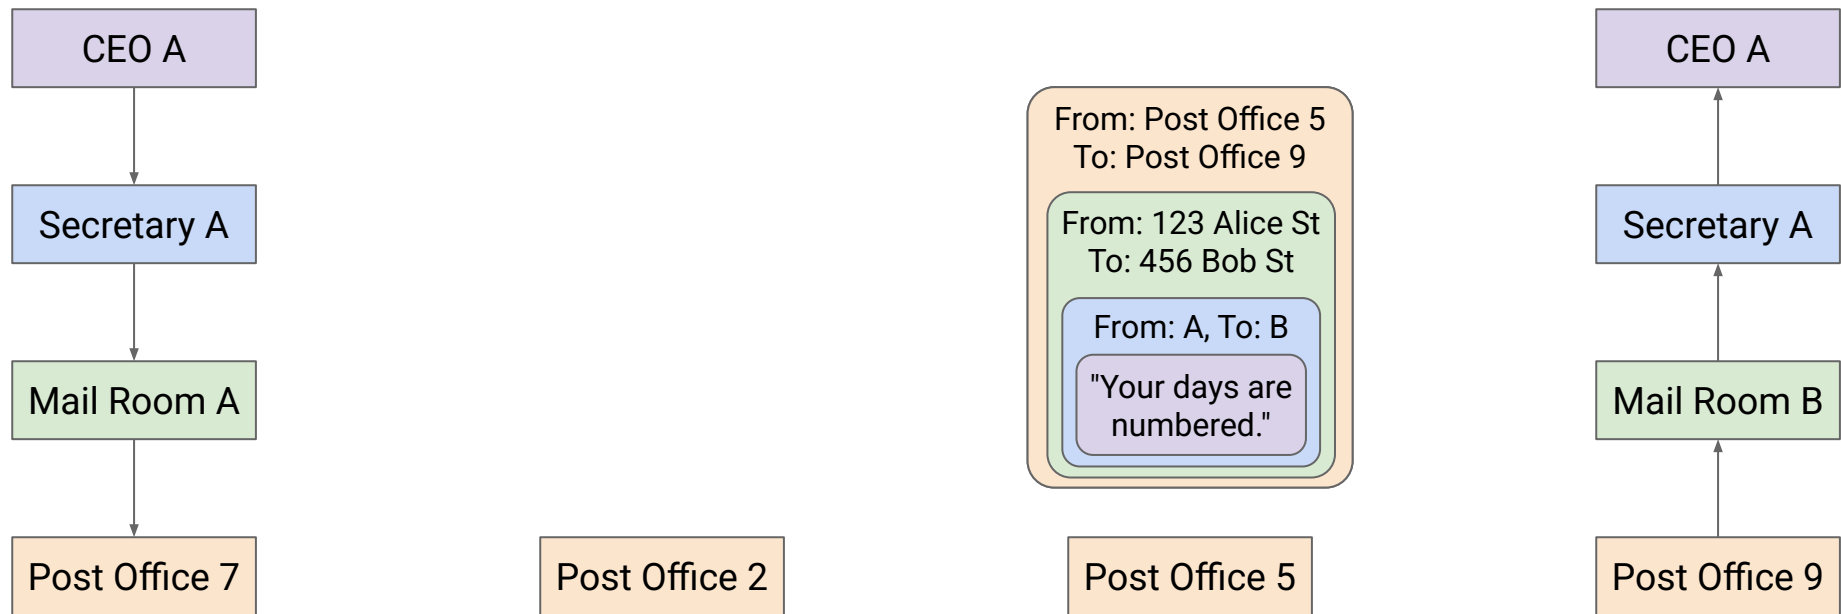 CEO A
Secretary A
Mail Room A
Post Office 7
Post Office 2
From: Post Office 5
To: Post Office 9
From: 123 Alice St
To: 456 Bob St
From: A, To: B
"Your days are
numbered."
Post Office 5
CEO A
Secretary A
Mail Room B
Post Office 9